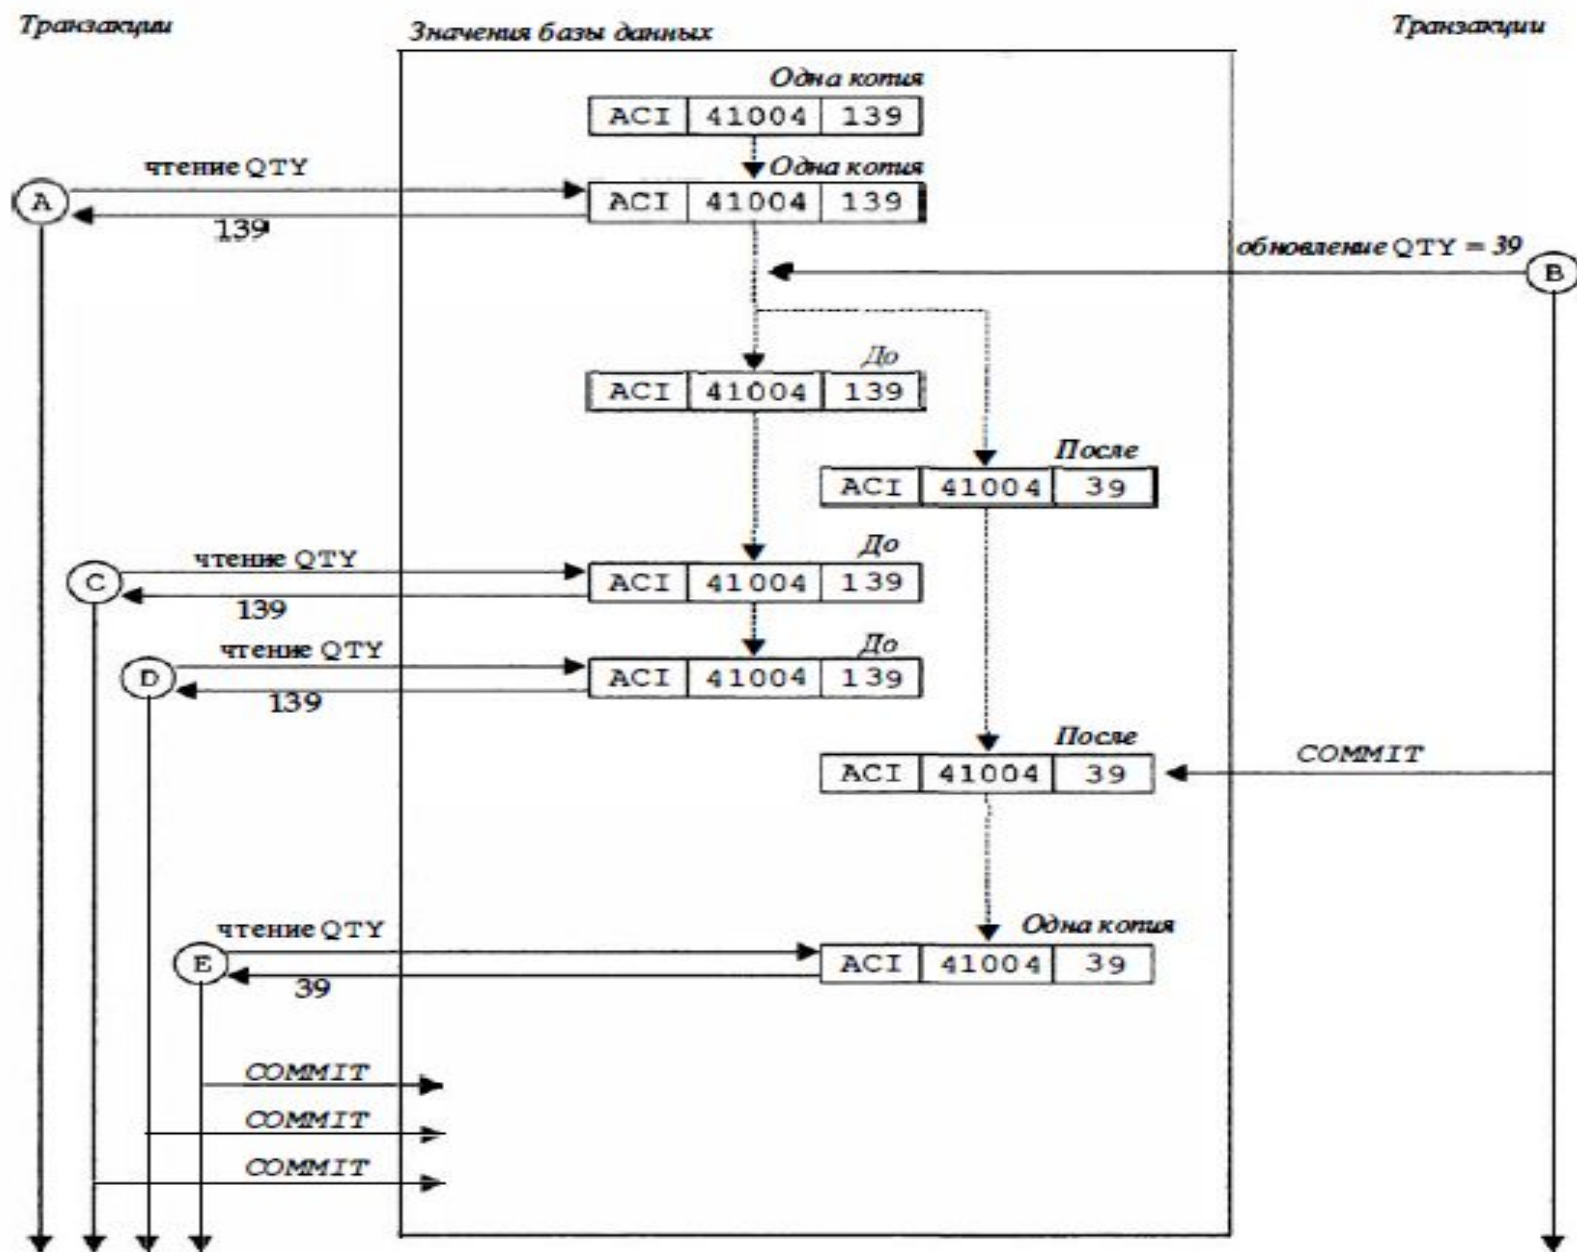 Транзакции
Значения базы данных
Транзакции
Одна копия
ACI 41004 139
чтение QTY
Одна копия
A
ACI 41004 139
139
обновление QTY = 39
B
До
ACI 41004 139
После
ACI 41004 39
чтение QTY
До
C
ACI 41004 139
139
чтение QTY
До
D
ACI 41004 139
139
После
COMMIT
ACI 41004 39
чтение QTY
Одна копия
E
ACI 41004 39
39
COMMIT
COMMIT
COMMIT